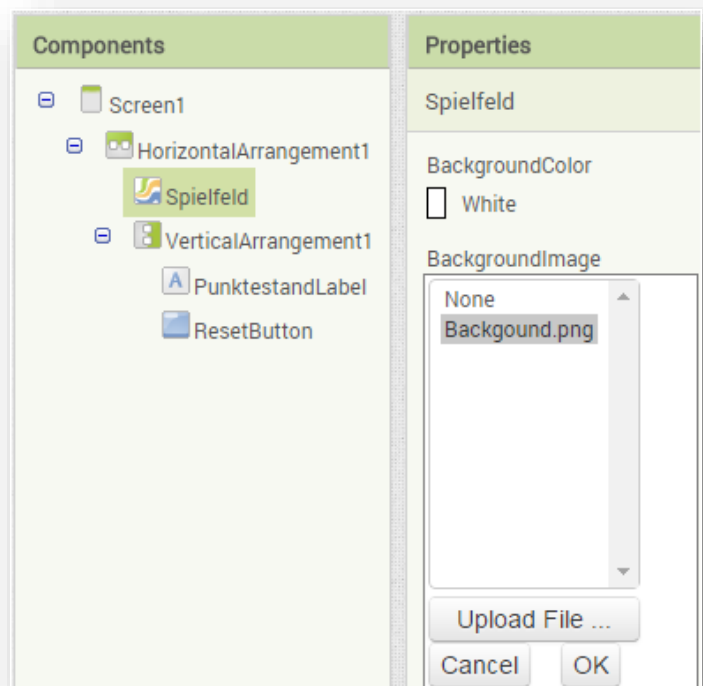 Components
Screen1
HorizontalArrangement1
Spielfeld
VerticalArrangement1
A PunktestandLabel
ResetButton
Properties
Spielfeld
BackgroundColor
White
BackgroundImage
None
Backgound.png
Upload File ...
Cancel OK